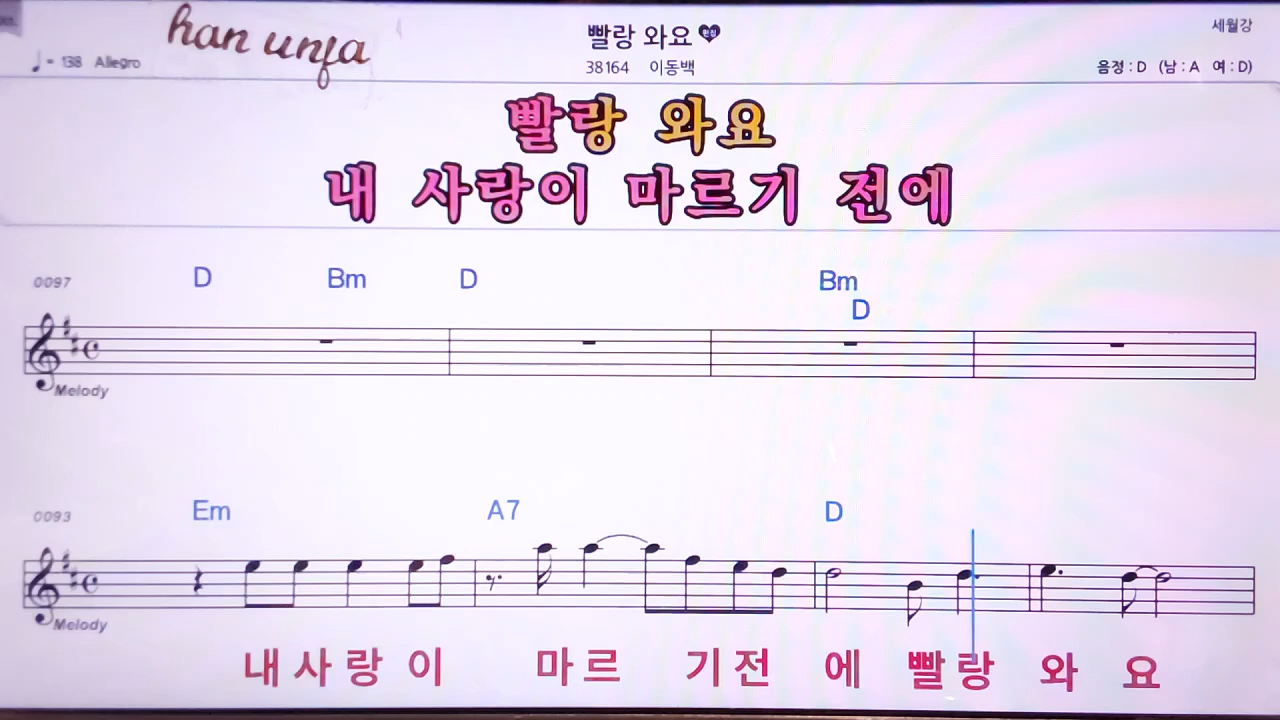 han unfa
빨랑 와요
세월강
♩= 138 Allegro
38164 이동백
음정 : D (남 : A 여 : D)
빨랑 와요
내 사랑이 마르기 전에
0097 D Bm D Bm
D
Melody
0093 Em A7 D
Melody
내 사 랑 이 마 르 기 전 에 빨 랑 와 요